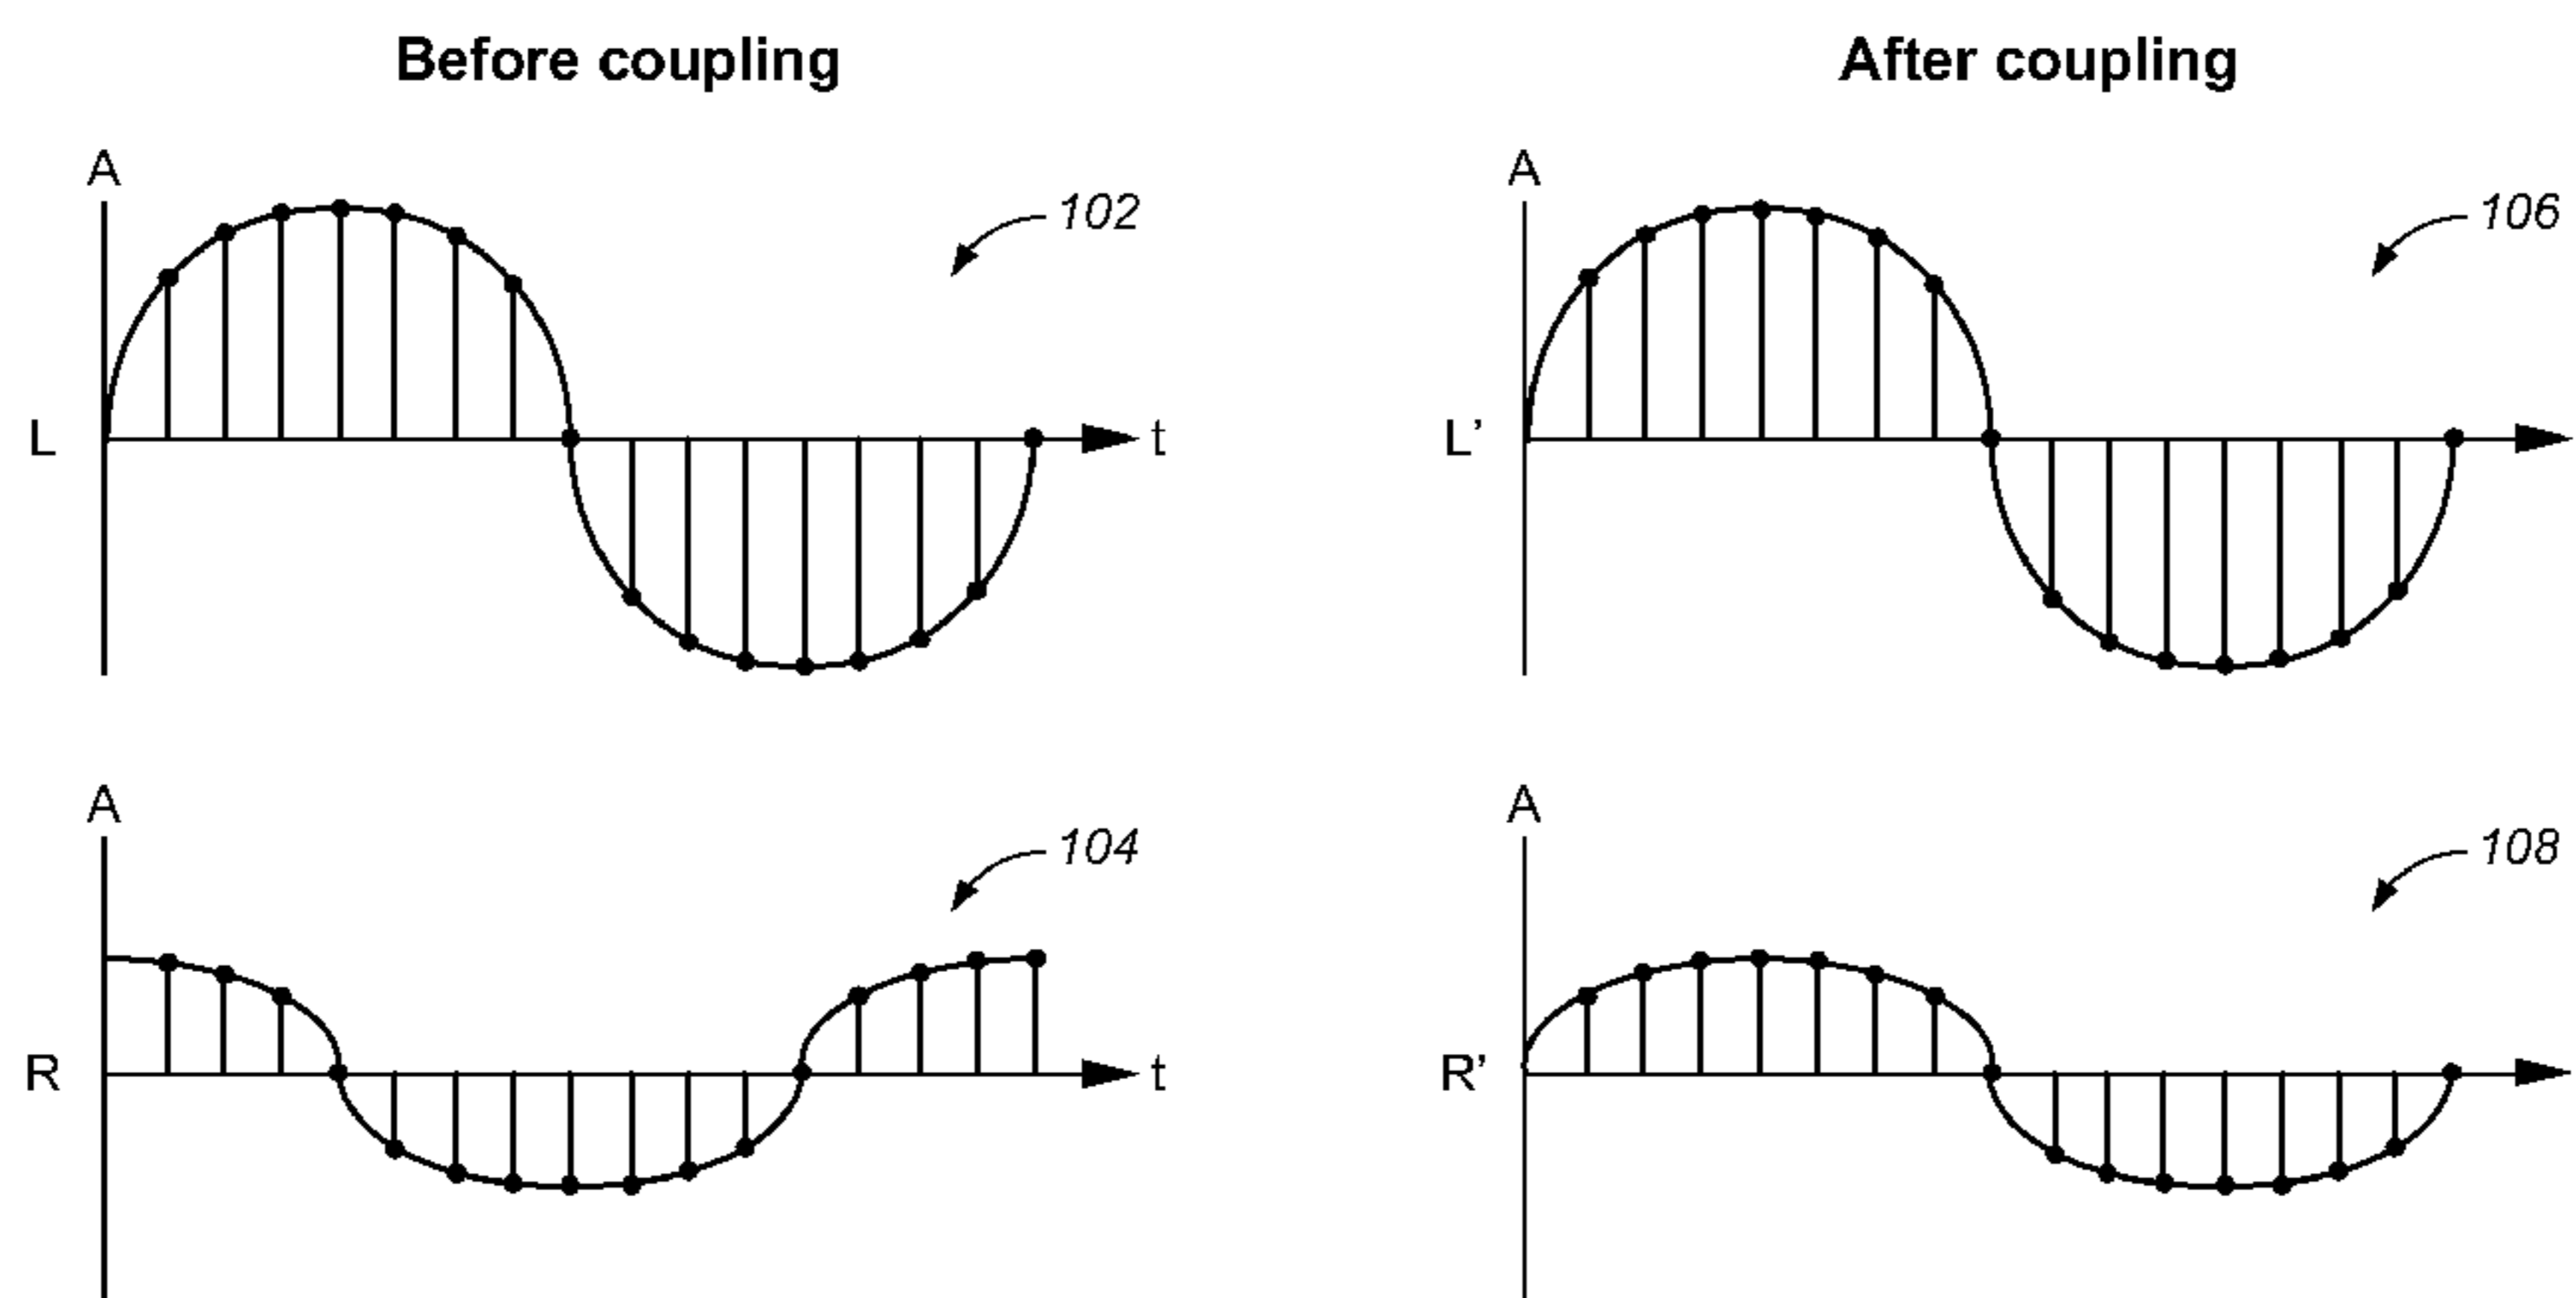 Before coupling
After coupling
A
102
L
t
A
106
L’
A
104
R
t
A
108
R’